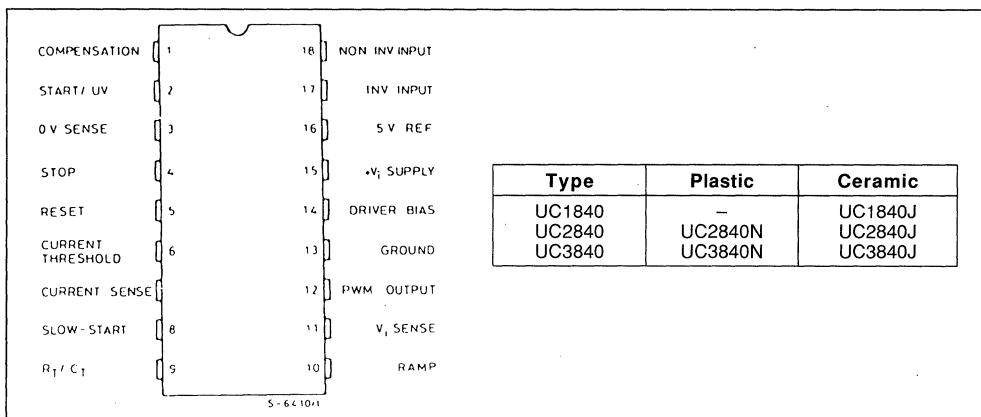 COMPENSATION 1 18 NON INV INPUT
START/ UV 2 17 INV INPUT
0 V SENSE 3 16 5 V REF
STOP 4 15 +Vi SUPPLY
RESET 5 14 DRIVER BIAS
CURRENT
THRESHOLD 6 13 GROUND
CURRENT SENSE 12 PWM OUTPUT
SLOW-START 8 11 Vi SENSE
RT/ CT 9 10 RAMP
S-6410/1
Type Plastic Ceramic
UC1840 – UC1840J
UC2840 UC2840N UC2840J
UC3840 UC3840N UC3840J